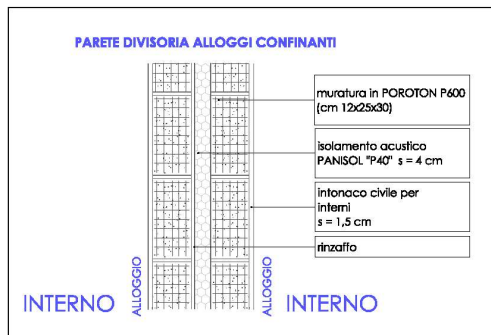 PARETE DIVISORIA ALLOGGI CONFINANTI
muratura in POROTON P600
(cm 12x25x30)
isolamento acustico
PANISOL "P40" s = 4 cm
intonaco civile per
interni
s = 1,5 cm
rinzaffo
INTERNO
ALLOGGIO
ALLOGGIO
INTERNO